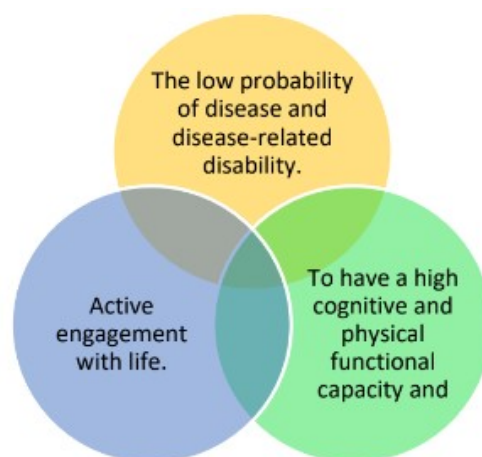 The low probability
of disease and
disease-related
disability.
Active
engagement
with life.
To have a high
cognitive and
physical
functional
capacity and